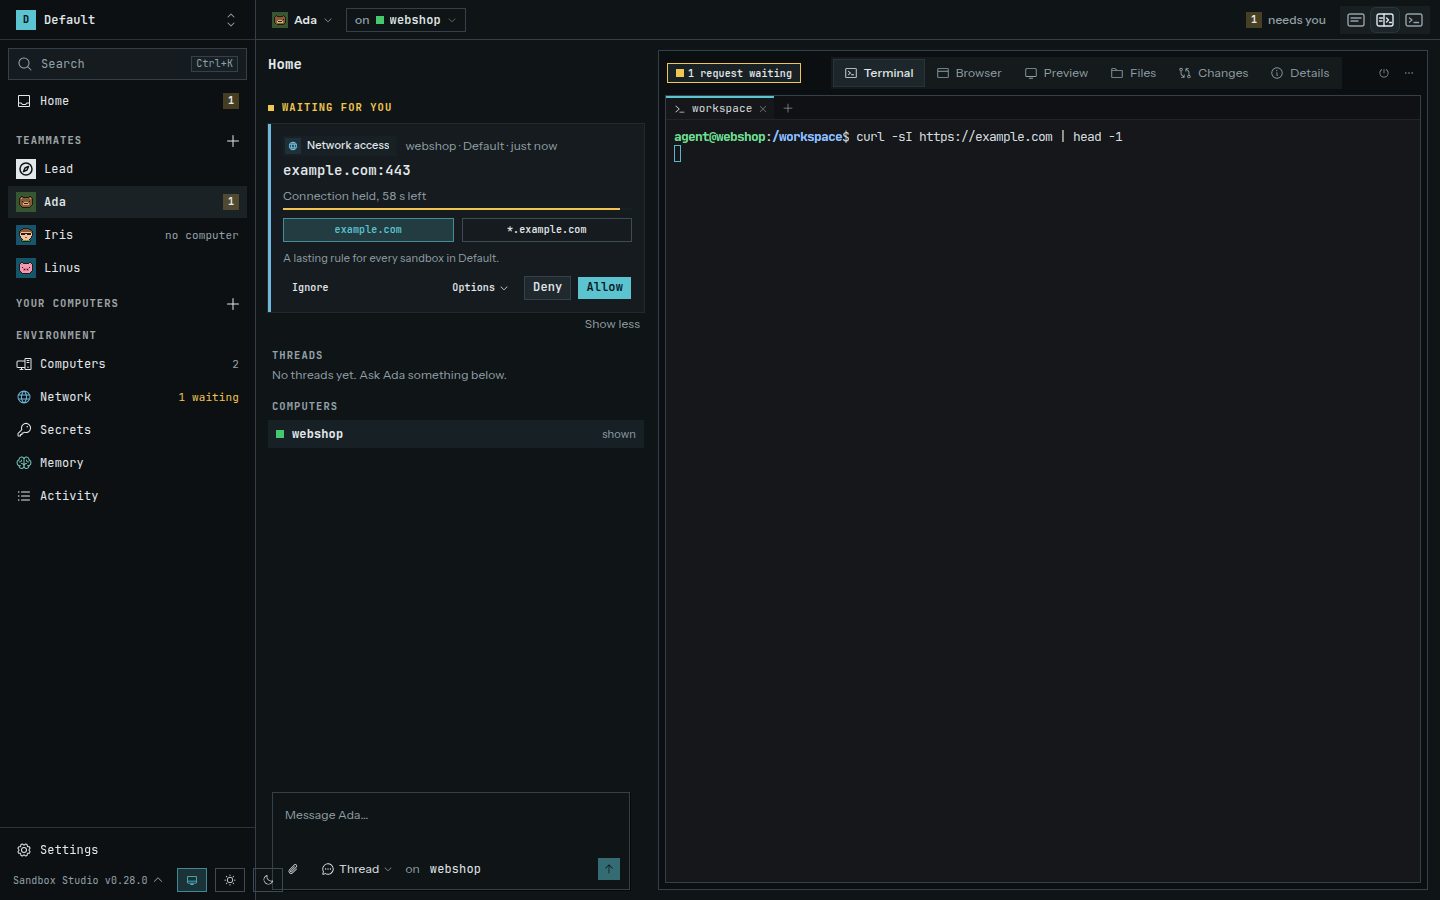 D Default
Search Ctrl+K
Home 1
TEAMMATES
Lead
Ada 1
Iris no computer
Linus
YOUR COMPUTERS
ENVIRONMENT
Computers 2
Network 1 waiting
Secrets
Memory
Activity
Settings
Sandbox Studio v0.28.0
Ada on webshop
1 needs you
Home
WAITING FOR YOU
Network access webshop · Default · just now
example.com:443
Connection held, 58 s left
example.com *.example.com
A lasting rule for every sandbox in Default.
Ignore Options Deny Allow
Show less
THREADS
No threads yet. Ask Ada something below.
COMPUTERS
webshop shown
Message Ada…
Thread on webshop
1 request waiting
Terminal Browser Preview Files Changes Details
workspace
agent@webshop:/workspace$ curl -sI https://example.com | head -1